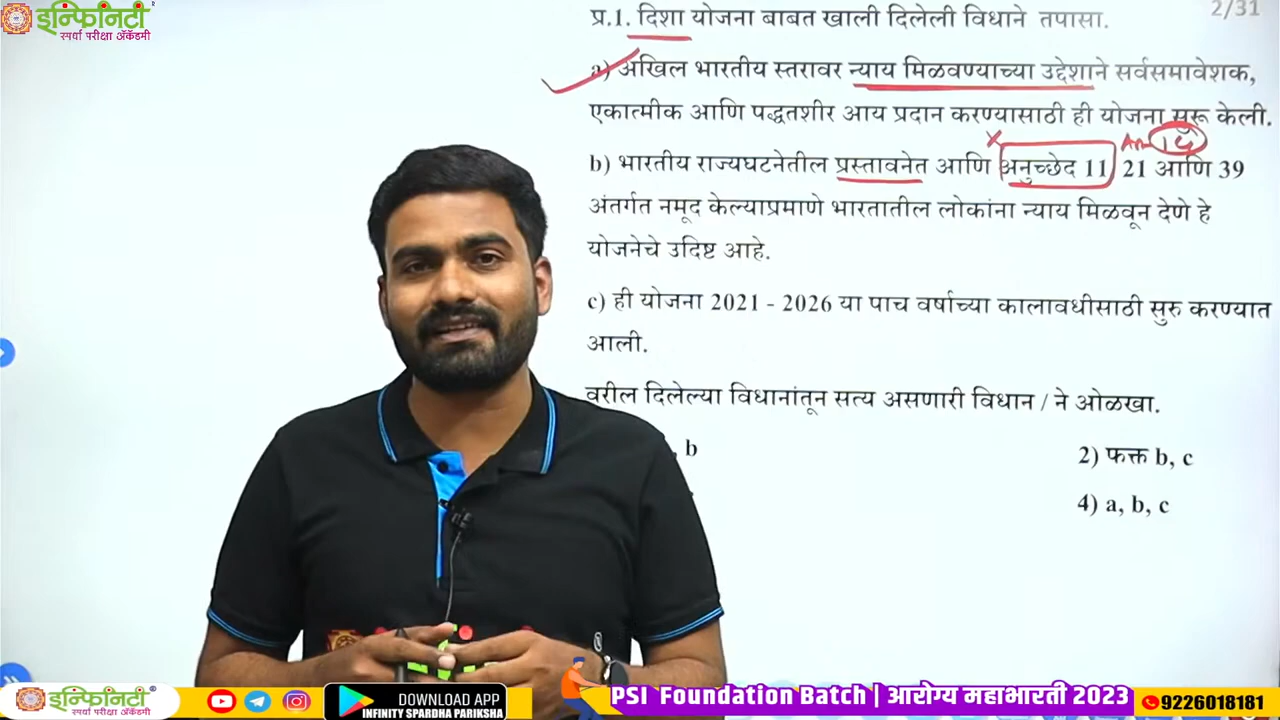 इन्फिनिटी
स्पर्धा परीक्षा अ‍ॅकॅडमी
2/31
प्र.1. दिशा योजना बाबत खाली दिलेली विधाने तपासा.
a) अखिल भारतीय स्तरावर न्याय मिळवण्याच्या उद्देशाने सर्वसमावेशक,
एकात्मीक आणि पद्धतशीर आय प्रदान करण्यासाठी ही योजना सुरू केली.
b) भारतीय राज्यघटनेतील प्रस्तावनेत आणि अनुच्छेद 11 21 आणि 39
अंतर्गत नमूद केल्याप्रमाणे भारतातील लोकांना न्याय मिळवून देणे हे
योजनेचे उदिष्ट आहे.
c) ही योजना 2021 - 2026 या पाच वर्षाच्या कालावधीसाठी सुरु करण्यात
आली.
वरील दिलेल्या विधानांतून सत्य असणारी विधान / ने ओळखा.
, b
2) फक्त b, c
4) a, b, c
इन्फिनिटी
स्पर्धा परीक्षा अ‍ॅकॅडमी
DOWNLOAD APP
INFINITY SPARDHA PARIKSHA
PSI Foundation Batch | आरोग्य महाभारती 2023
9226018181